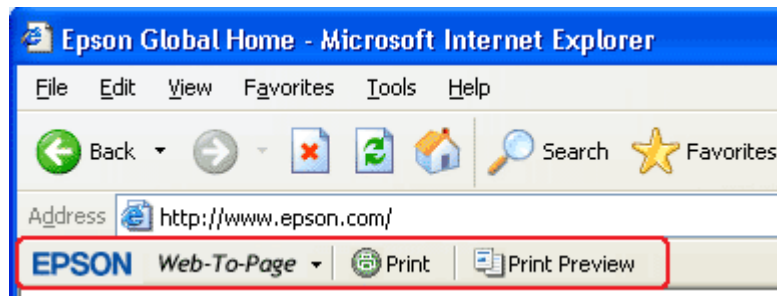 Epson Global Home - Microsoft Internet Explorer
File Edit View Favorites Tools Help
Back Search Favorites
Address http://www.epson.com/
EPSON Web-To-Page Print Print Preview